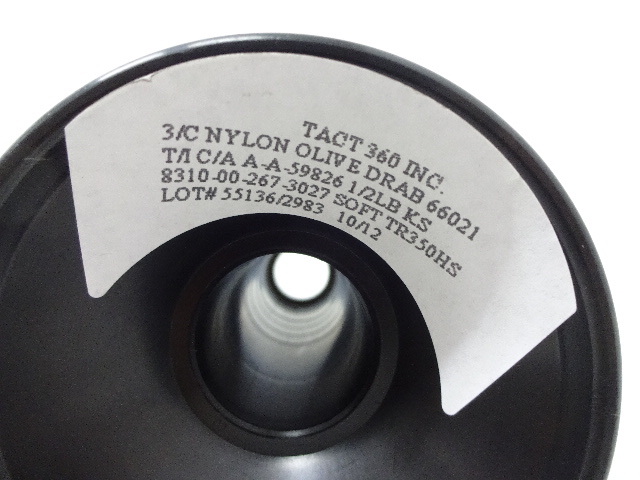 TACT 360 INC.
3/C NYLON OLIVE DRAB 66021
T/I C/A A-A-59826 1/2LB KS
8310-00-267-3027 SOFT TR350HS
LOT# 55136/2983 10/12